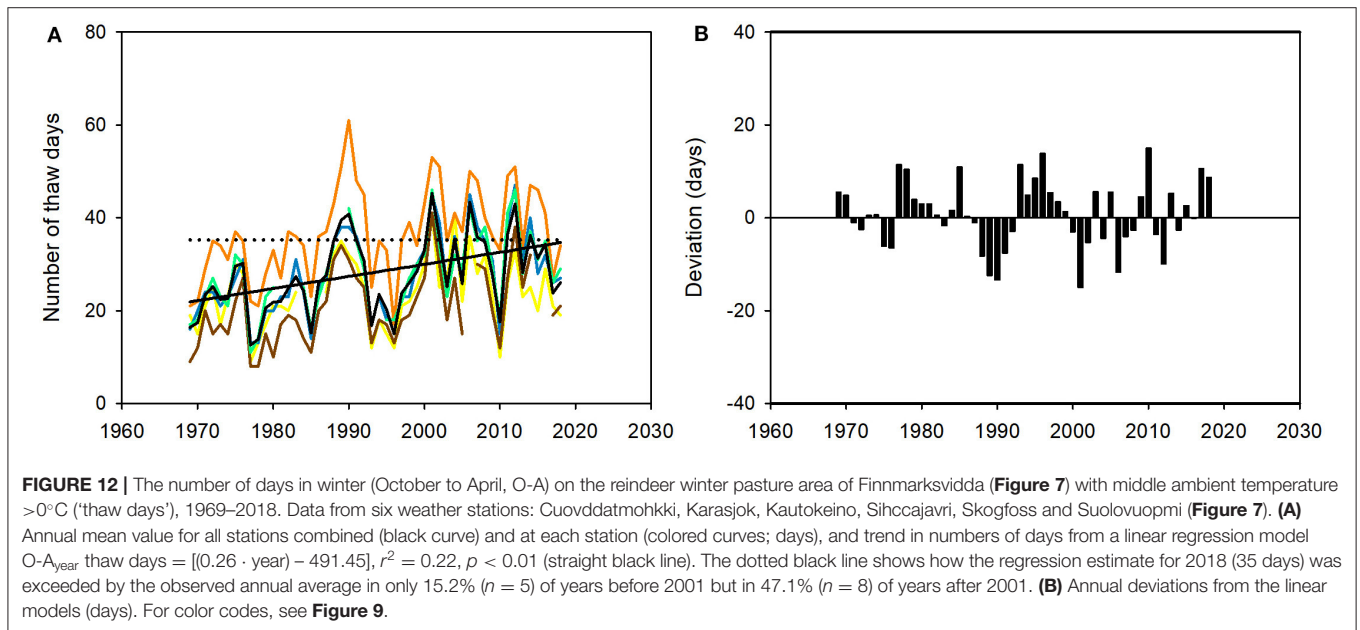 A
80
60
40
20
0
Number of thaw days
1960 1970 1980 1990 2000 2010 2020 2030
B
40
20
0
-20
-40
Deviation (days)
1960 1970 1980 1990 2000 2010 2020 2030
FIGURE 12 | The number of days in winter (October to April, O-A) on the reindeer winter pasture area of Finnmarksvidda (Figure 7) with middle ambient temperature
>0°C (‘thaw days’), 1969–2018. Data from six weather stations: Cuovddatmohkki, Karasjok, Kautokeino, Sihccajavri, Skogfoss and Suolovuopmi (Figure 7). (A)
Annual mean value for all stations combined (black curve) and at each station (colored curves; days), and trend in numbers of days from a linear regression model
O-Ayear thaw days = [(0.26 · year) – 491.45], r2 = 0.22, p < 0.01 (straight black line). The dotted black line shows how the regression estimate for 2018 (35 days) was
exceeded by the observed annual average in only 15.2% (n = 5) of years before 2001 but in 47.1% (n = 8) of years after 2001. (B) Annual deviations from the linear
models (days). For color codes, see Figure 9.